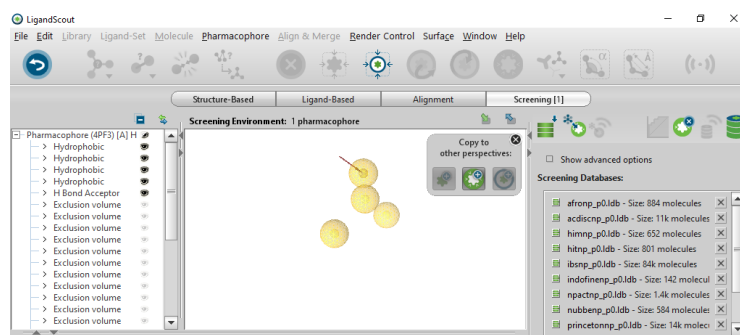 LigandScout
File Edit Library Ligand-Set Molecule Pharmacophore Align & Merge Render Control Surface Window Help
Structure-Based Ligand-Based Alignment Screening [1]
Screening Environment: 1 pharmacophore
Copy to
other perspectives:
Pharmacophore (4PF3) [A] H
Hydrophobic
Hydrophobic
Hydrophobic
Hydrophobic
H Bond Acceptor
Exclusion volume
Exclusion volume
Exclusion volume
Exclusion volume
Exclusion volume
Exclusion volume
Exclusion volume
Exclusion volume
Exclusion volume
Exclusion volume
Show advanced options
Screening Databases:
afronp_p0.ldb - Size: 884 molecules
acdiscnp_p0.ldb - Size: 11k molecules
himnp_p0.ldb - Size: 652 molecules
hitnp_p0.ldb - Size: 801 molecules
ibsnp_p0.ldb - Size: 84k molecules
indofinenp_p0.ldb - Size: 142 molecul
npactnp_p0.ldb - Size: 1.4k molecules
nubbenp_p0.ldb - Size: 584 molecules
princetonnp_p0.ldb - Size: 14k molec